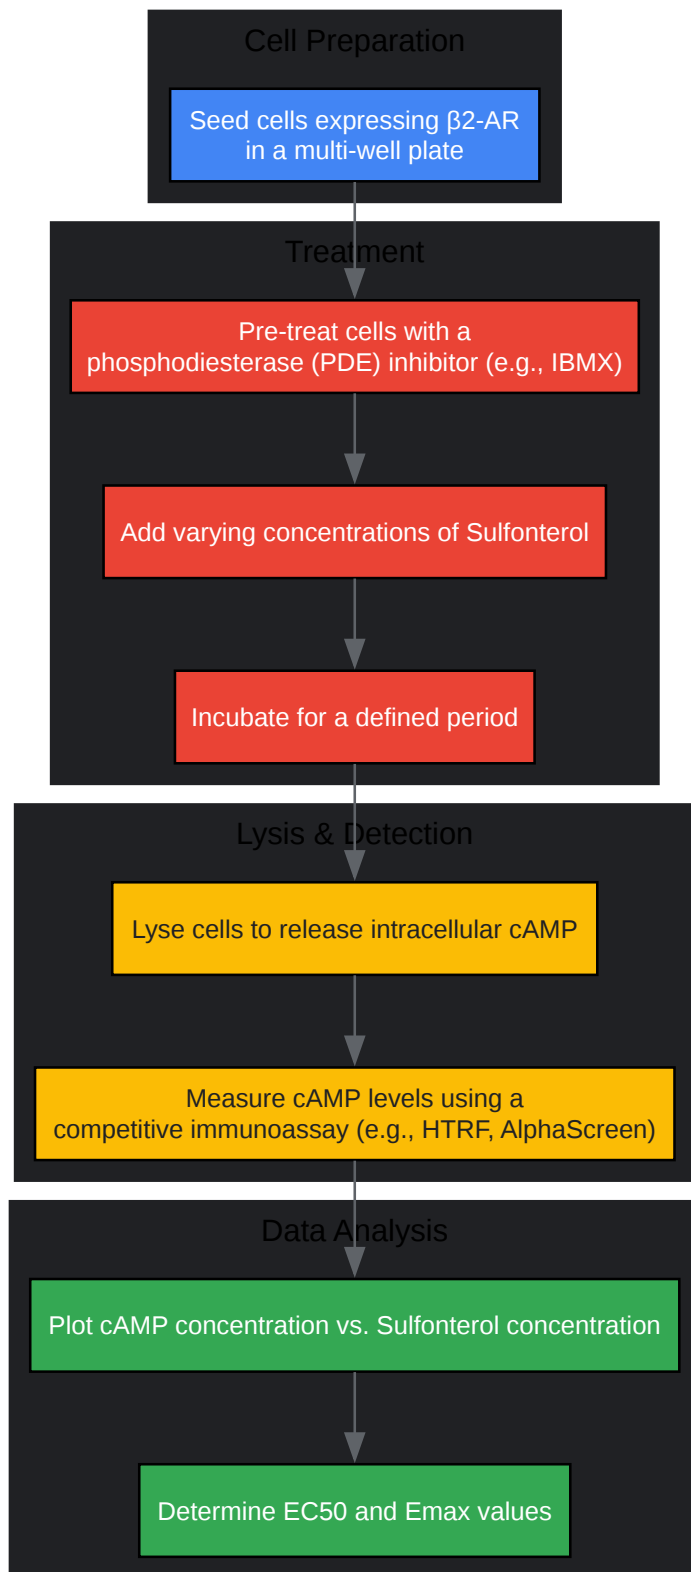 Cell Preparation
Seed cells expressing β2-AR
in a multi-well plate
Treatment
Pre-treat cells with a
phosphodiesterase (PDE) inhibitor (e.g., IBMX)
Add varying concentrations of Sulfonterol
Incubate for a defined period
Lysis & Detection
Lyse cells to release intracellular cAMP
Measure cAMP levels using a
competitive immunoassay (e.g., HTRF, AlphaScreen)
Data Analysis
Plot cAMP concentration vs. Sulfonterol concentration
Determine EC50 and Emax values